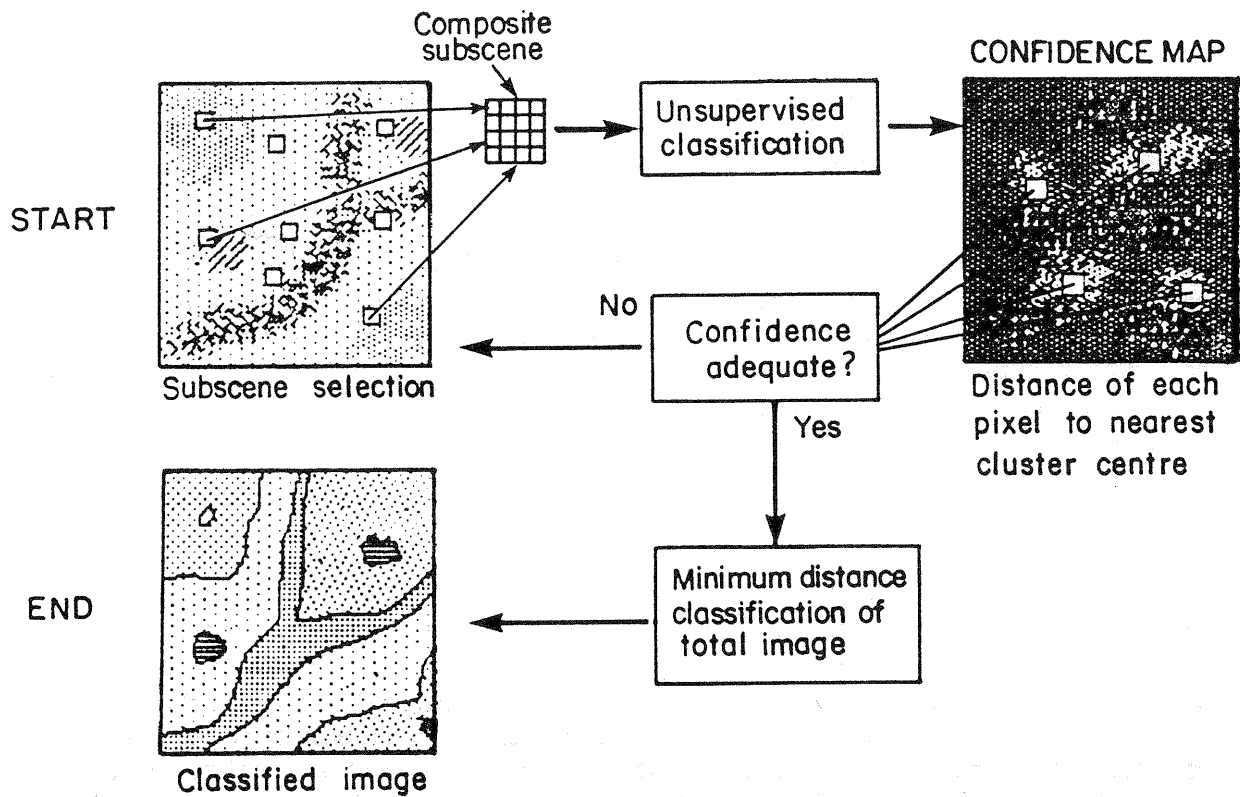 Composite
subscene
CONFIDENCE MAP
Unsupervised
classification
START
No
Confidence
adequate?
Subscene selection
Distance of each
pixel to nearest
cluster centre
Yes
END
Minimum distance
classification of
total image
Classified image